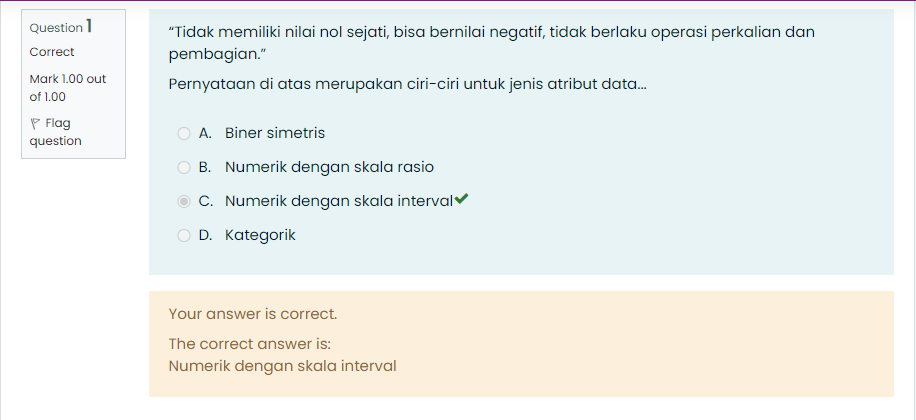 Question 1
Correct
Mark 1.00 out
of 1.00
Flag
question
“Tidak memiliki nilai nol sejati, bisa bernilai negatif, tidak berlaku operasi perkalian dan
pembagian.”
Pernyataan di atas merupakan ciri-ciri untuk jenis atribut data...
A. Biner simetris
B. Numerik dengan skala rasio
C. Numerik dengan skala interval
D. Kategorik
Your answer is correct.
The correct answer is:
Numerik dengan skala interval